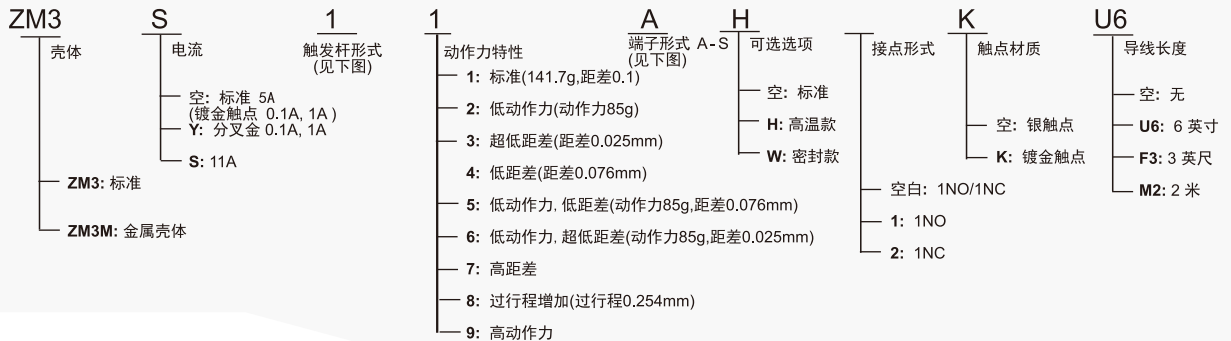 ZM3 S 1 1 A H K U6
壳体
电流
触发杆形式
(见下图)
动作力特性
端子形式 A-S
(见下图)
可选选项
接点形式
触点材质
导线长度
ZM3: 标准
ZM3M: 金属壳体
空: 标准 5A
(镀金触点 0.1A, 1A)
Y: 分叉金 0.1A, 1A
S: 11A
1: 标准(141.7g,距差0.1)
2: 低动作力(动作力85g)
3: 超低距差(距差0.025mm)
4: 低距差(距差0.076mm)
5: 低动作力, 低距差(动作力85g,距差0.076mm)
6: 低动作力, 超低距差(动作力85g,距差0.025mm)
7: 高距差
8: 过行程增加(过行程0.254mm)
9: 高动作力
空: 标准
H: 高温款
W: 密封款
空白: 1NO/1NC
1: 1NO
2: 1NC
空: 银触点
K: 镀金触点
空: 无
U6: 6 英寸
F3: 3 英尺
M2: 2 米